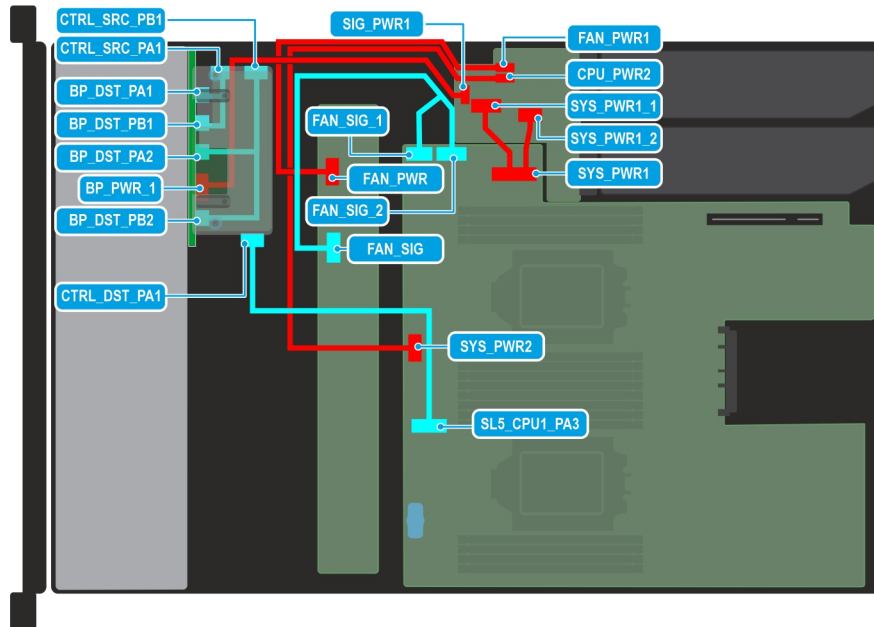 CTRL_SRC_PB1
SIG_PWR1
FAN_PWR1
CTRL_SRC_PA1
CPU_PWR2
BP_DST_PA1
SYS_PWR1_1
BP_DST_PB1
FAN_SIG_1
SYS_PWR1_2
BP_DST_PA2
FAN_PWR
SYS_PWR1
BP_PWR_1
FAN_SIG_2
BP_DST_PB2
FAN_SIG
CTRL_DST_PA1
SYS_PWR2
SL5_CPU1_PA3